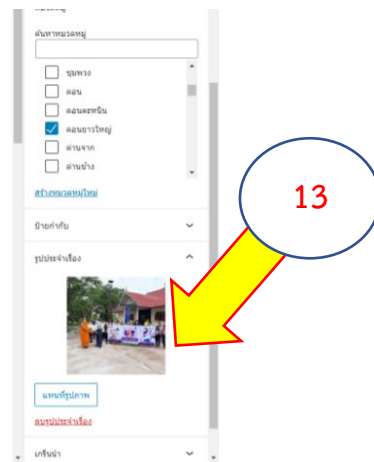 ค้นหาหมวดหมู่
ชุมพวง
ดอน
ดอนตะหนิน
ดอนยาวใหญ่
ด่านจาก
ด่านช้าง
สร้างหมวดหมู่ใหม่
ป้ายกำกับ
รูปประจำเรื่อง
แทนที่รูปภาพ
ลบรูปประจำเรื่อง
เกริ่นนำ
13